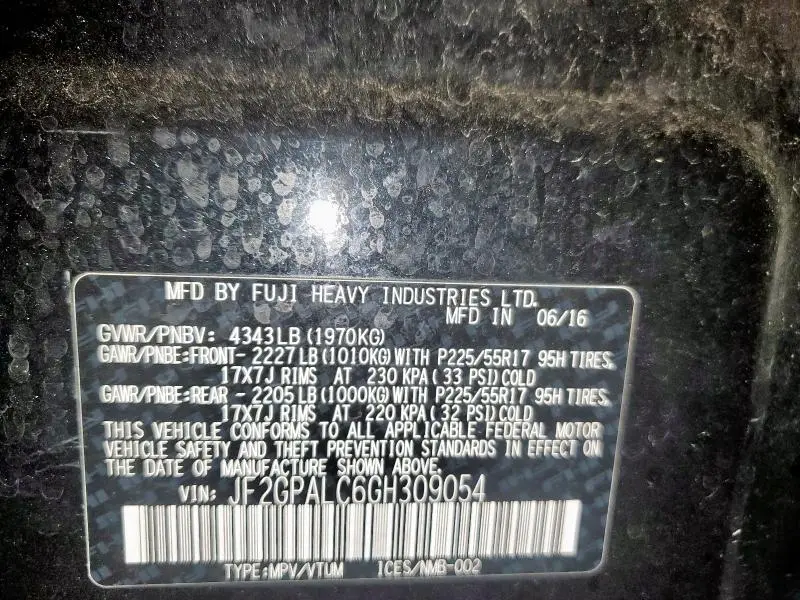 MFD BY FUJI HEAVY INDUSTRIES LTD.
MFD IN 06/16
GVWR/PNBV: 4343LB(1970KG)
GAWR/PNBE:FRONT- 2227LB(1010KG)WITH P225/55R17 95H TIRES,
17X7J RIMS AT 230 KPA(33 PSI)COLD
GAWR/PNBE:REAR - 2205LB(1000KG)WITH P225/55R17 95H TIRES,
17X7J RIMS AT 220 KPA(32 PSI)COLD
THIS VEHICLE CONFORMS TO ALL APPLICABLE FEDERAL MOTOR
VEHICLE SAFETY AND THEFT PREVENTION STANDARDS IN EFFECT ON
THE DATE OF MANUFACTURE SHOWN ABOVE.
VIN: JF2GPALC6GH309054
TYPE:MPV/VTUM ICES/NMB-002